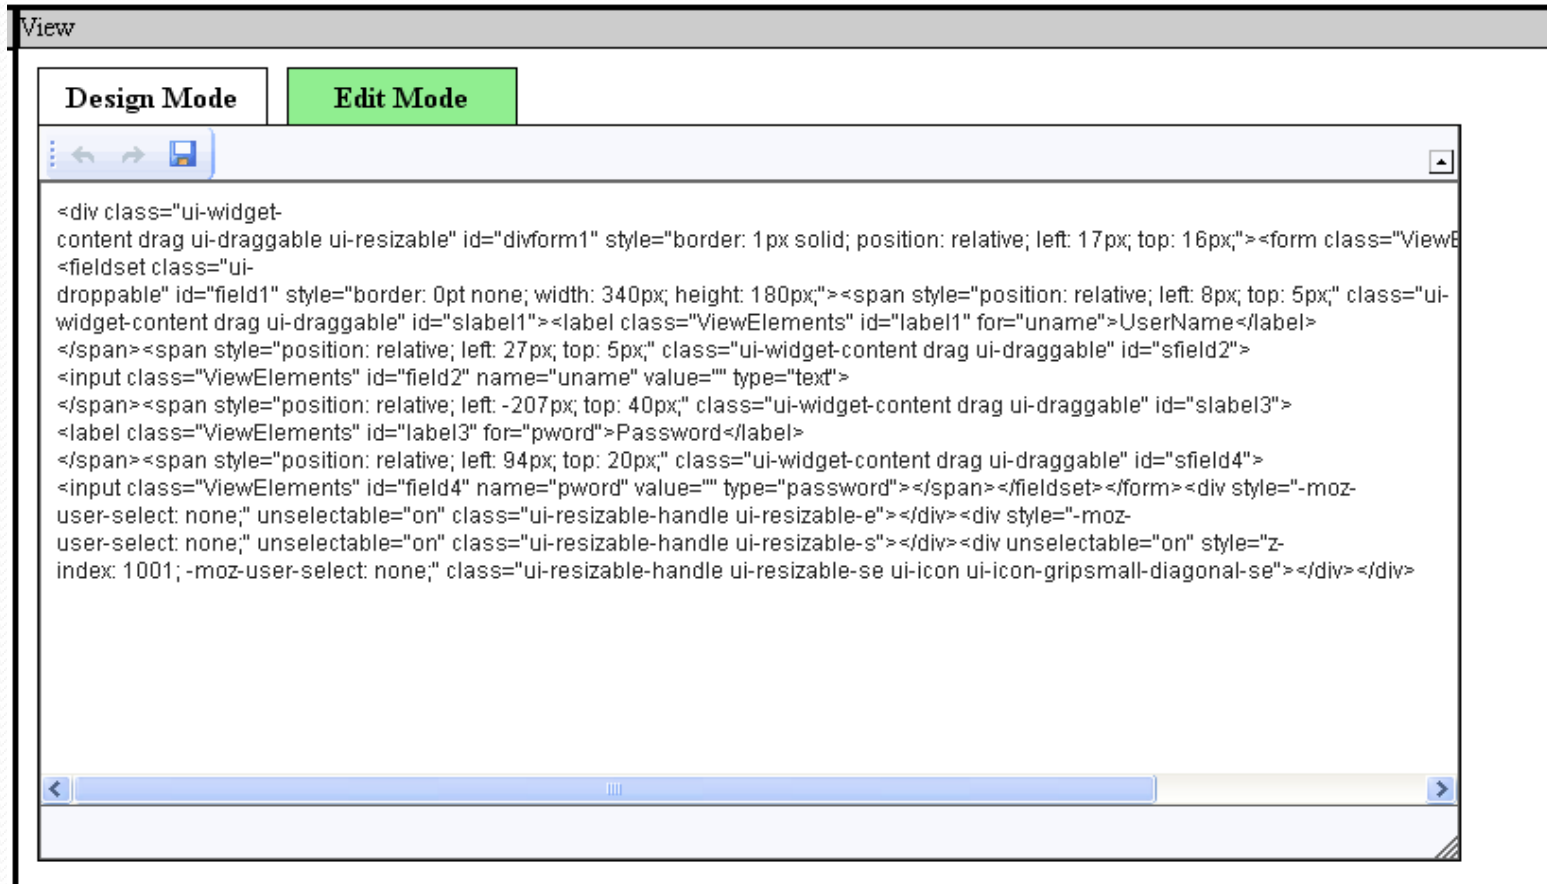 View
Design Mode Edit Mode
<div class="ui-widget-
content drag ui-draggable ui-resizable" id="divform1" style="border: 1px solid; position: relative; left: 17px; top: 16px;"><form class="ViewE
<fieldset class="ui-
droppable" id="field1" style="border: 0pt none; width: 340px; height: 180px;"><span style="position: relative; left: 8px; top: 5px;" class="ui-
widget-content drag ui-draggable" id="slabel1"><label class="ViewElements" id="label1" for="uname">UserName</label>
</span><span style="position: relative; left: 27px; top: 5px;" class="ui-widget-content drag ui-draggable" id="sfield2">
<input class="ViewElements" id="field2" name="uname" value="" type="text">
</span><span style="position: relative; left: -207px; top: 40px;" class="ui-widget-content drag ui-draggable" id="slabel3">
<label class="ViewElements" id="label3" for="pword">Password</label>
</span><span style="position: relative; left: 94px; top: 20px;" class="ui-widget-content drag ui-draggable" id="sfield4">
<input class="ViewElements" id="field4" name="pword" value="" type="password"></span></fieldset></form><div style="-moz-
user-select: none;" unselectable="on" class="ui-resizable-handle ui-resizable-e"></div><div style="-moz-
user-select: none;" unselectable="on" class="ui-resizable-handle ui-resizable-s"></div><div unselectable="on" style="z-
index: 1001; -moz-user-select: none;" class="ui-resizable-handle ui-resizable-se ui-icon ui-icon-gripsmall-diagonal-se"></div></div>